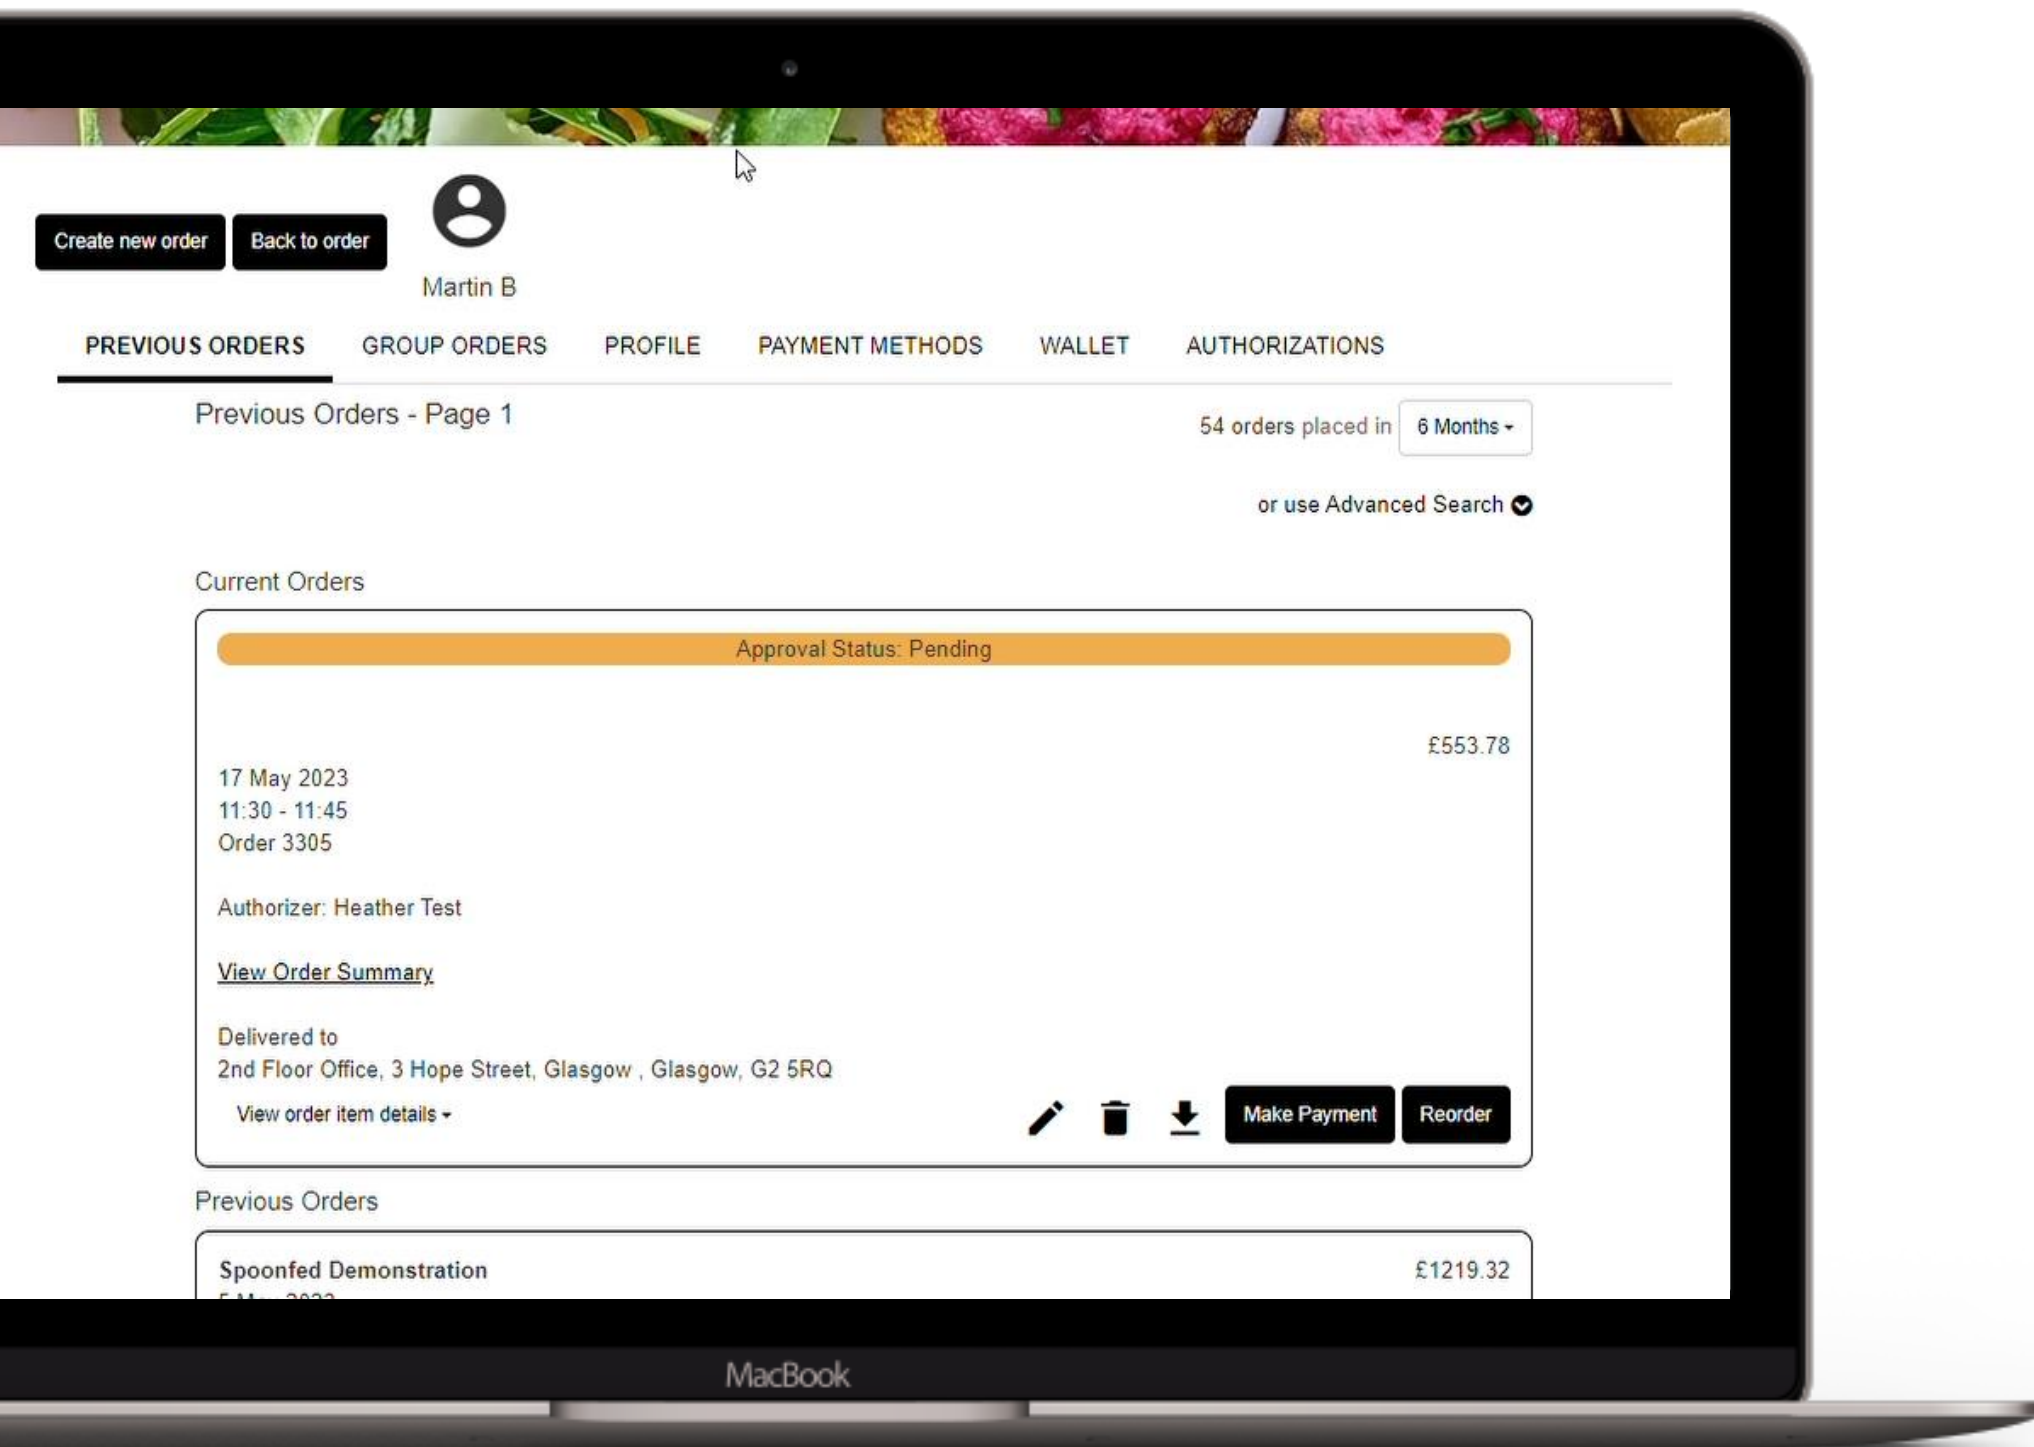 Create new order
Back to order
Martin B
PREVIOUS ORDERS
GROUP ORDERS
PROFILE
PAYMENT METHODS
WALLET
AUTHORIZATIONS
Previous Orders - Page 1
54 orders placed in
6 Months
or use Advanced Search
Current Orders
Approval Status: Pending
£553.78
17 May 2023
11:30 - 11:45
Order 3305
Authorizer: Heather Test
View Order Summary
Delivered to
2nd Floor Office, 3 Hope Street, Glasgow , Glasgow, G2 5RQ
View order item details
Make Payment
Reorder
Previous Orders
Spoonfed Demonstration
£1219.32
MacBook